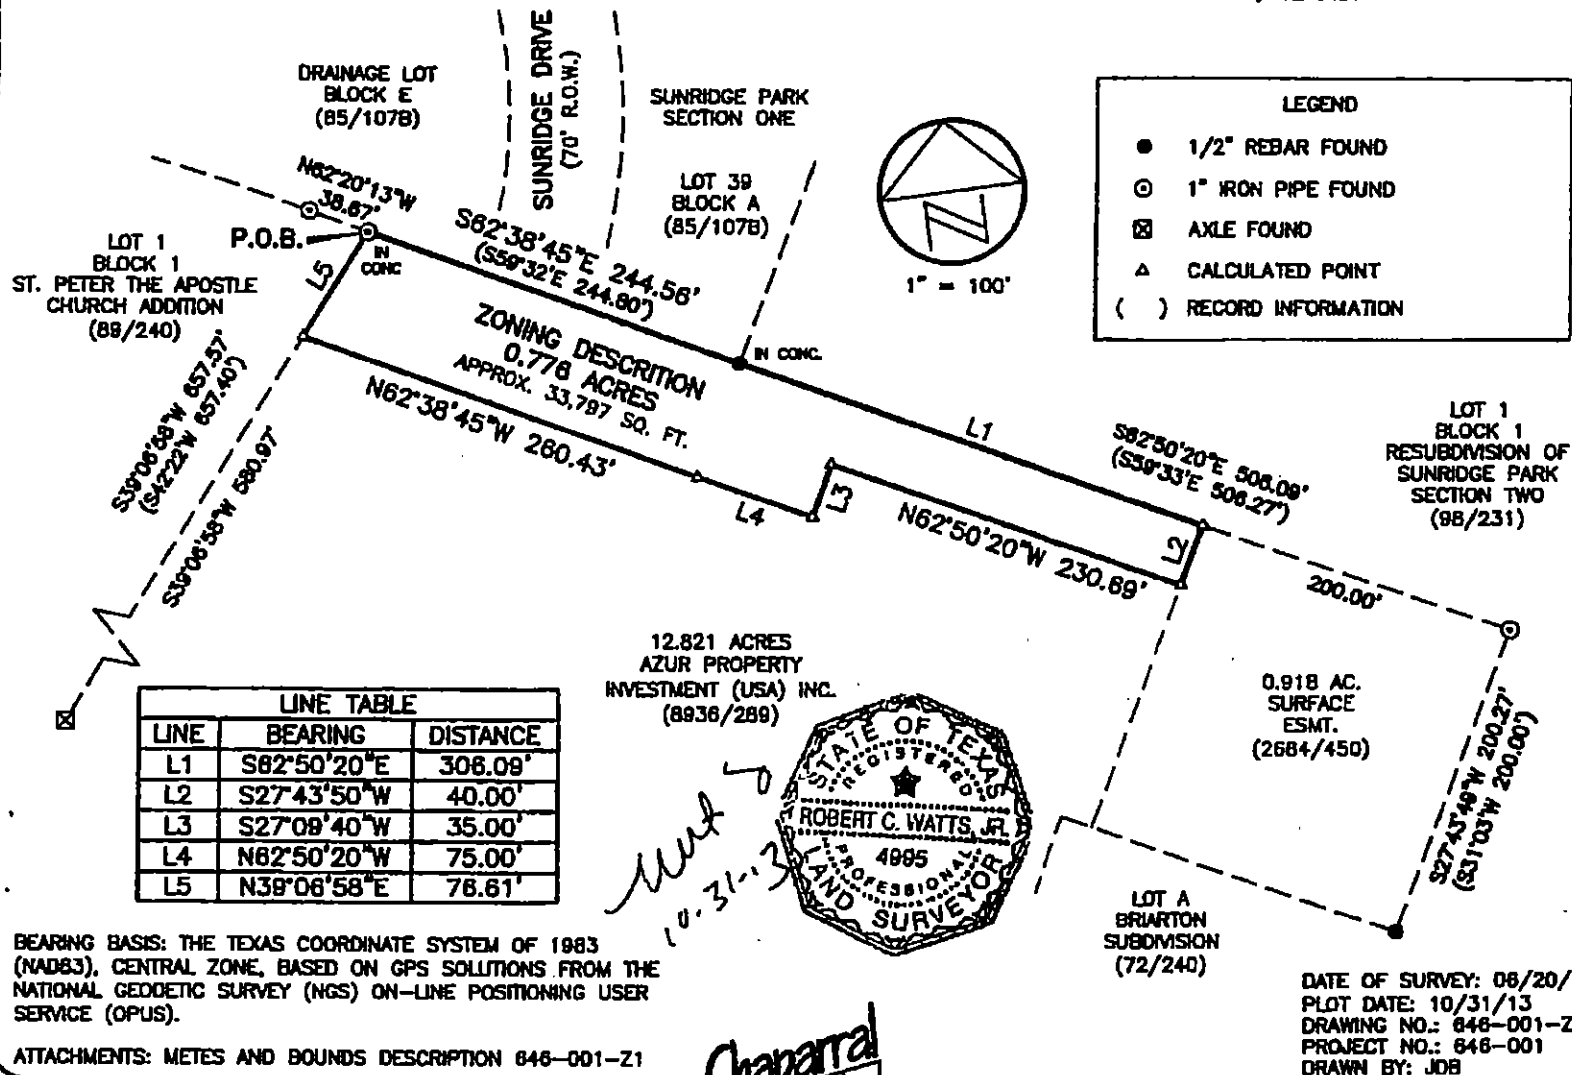 DRAINAGE LOT
BLOCK E
(85/107B)
SUNRIDGE DRIVE
(70' R.O.W.)
SUNRIDGE PARK
SECTION ONE
LOT 39
BLOCK A
(85/107B)
1" = 100'
LEGEND
1/2" REBAR FOUND
1" IRON PIPE FOUND
AXLE FOUND
CALCULATED POINT
( ) RECORD INFORMATION
N62°20'13"W
38.67'
P.O.B.
IN
CONC
LOT 1
BLOCK 1
ST. PETER THE APOSTLE
CHURCH ADDITION
(89/240)
L5
S62°38'45"E 244.56'
(S59°32'E 244.80')
IN CONC.
ZONING DESCRITION
0.776 ACRES
APPROX. 33,797 SQ. FT.
N62°38'45"W 260.43'
L1
S62°50'20"E 506.09'
(S59°33'E 506.27')
LOT 1
BLOCK 1
RESUBDIVISION OF
SUNRIDGE PARK
SECTION TWO
(98/231)
S39°06'58"W 657.57'
(S42°22'W 657.40')
S39°06'58"W 580.97'
L4
L3
N62°50'20"W 230.69'
L2
200.00'
12.821 ACRES
AZUR PROPERTY
INVESTMENT (USA) INC.
(8936/289)
0.918 AC.
SURFACE
ESMT.
(2684/450)
S27°43'49"W 200.27'
(S31°03'W 200.00')
LINE TABLE
LINE BEARING DISTANCE
L1 S62°50'20"E 306.09'
L2 S27°43'50"W 40.00'
L3 S27°09'40"W 35.00'
L4 N62°50'20"W 75.00'
L5 N39°06'58"E 76.61'
STATE OF TEXAS
REGISTERED
ROBERT C. WATTS, JR.
4995
PROFESSIONAL
LAND SURVEYOR
10-31-13
LOT A
BRIARTON
SUBDIVISION
(72/240)
BEARING BASIS: THE TEXAS COORDINATE SYSTEM OF 1983
(NAD83), CENTRAL ZONE, BASED ON GPS SOLUTIONS FROM THE
NATIONAL GEODETIC SURVEY (NGS) ON-LINE POSITIONING USER
SERVICE (OPUS).
ATTACHMENTS: METES AND BOUNDS DESCRIPTION 646-001-Z1
Chaparral
DATE OF SURVEY: 06/20/
PLOT DATE: 10/31/13
DRAWING NO.: 646-001-Z
PROJECT NO.: 646-001
DRAWN BY: JDB